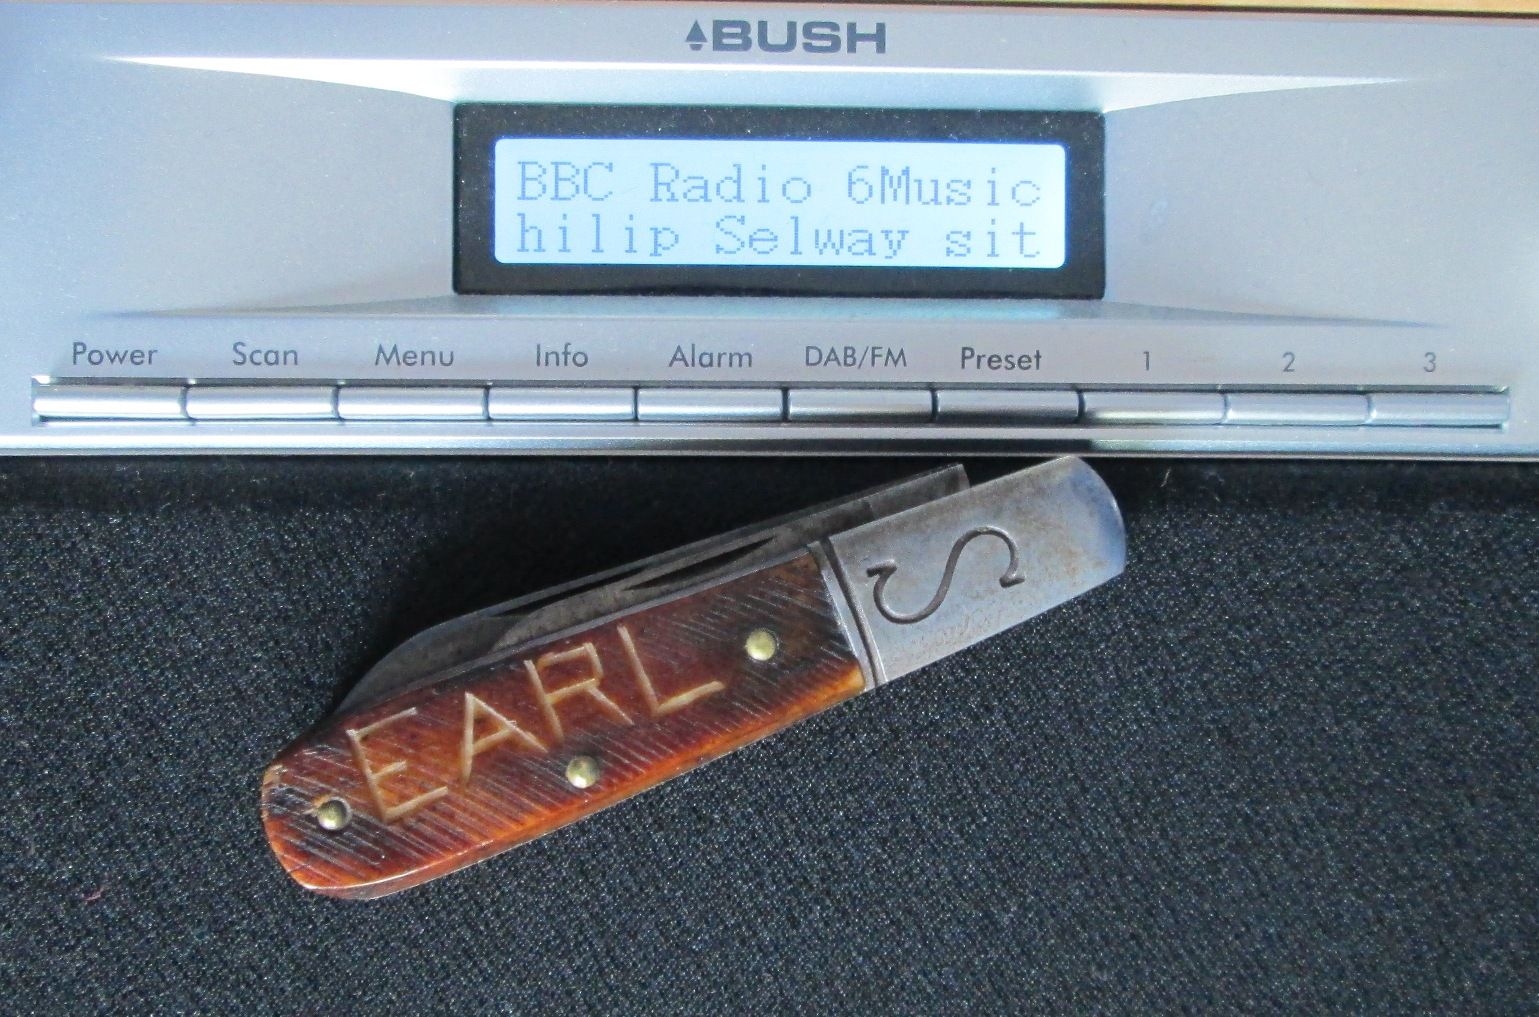 BUSH
BBC Radio 6Music
hilip Selway sit
Power Scan Menu Info Alarm DAB/FM Preset 1 2 3
S
EARL